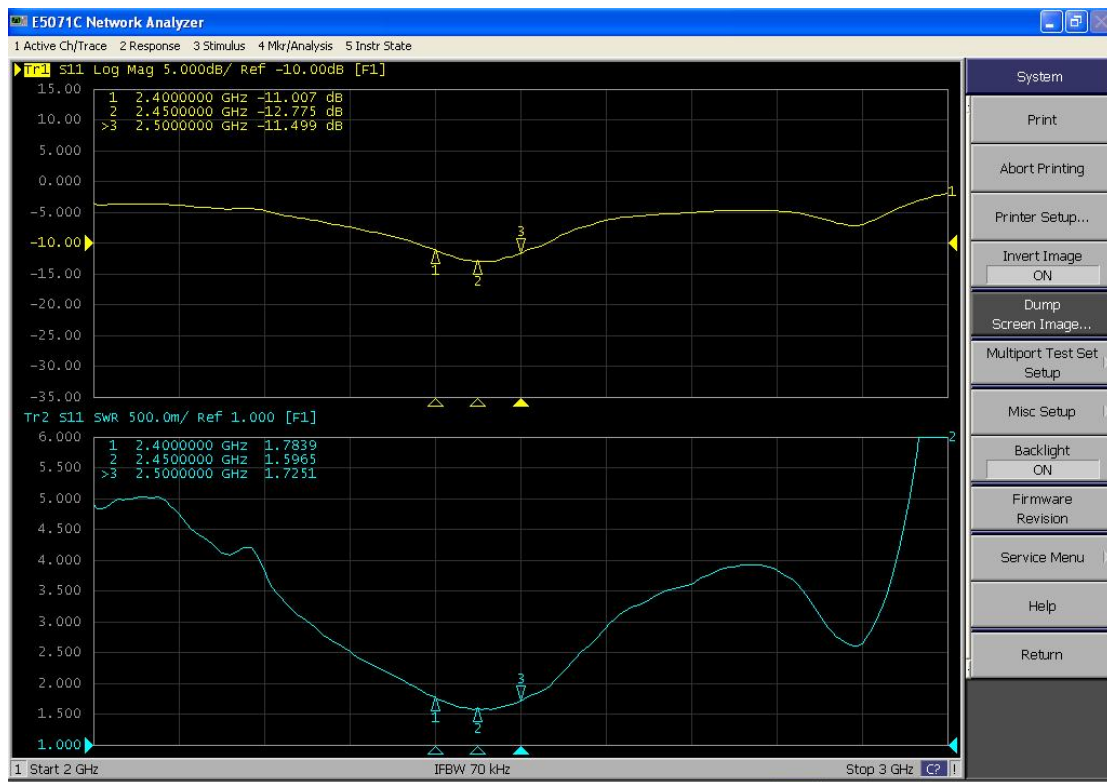 E5071C Network Analyzer
1 Active Ch/Trace 2 Response 3 Stimulus 4 Mkr/Analysis 5 Instr State
Tr1 S11 Log Mag 5.000dB/ Ref -10.00dB [F1]
15.00
10.00
5.000
0.000
-5.000
-10.00
-15.00
-20.00
-25.00
-30.00
-35.00
1 2.4000000 GHz -11.007 dB
2 2.4500000 GHz -12.775 dB
>3 2.5000000 GHz -11.499 dB
1
2
3
1
Tr2 S11 SWR 500.0m/ Ref 1.000 [F1]
6.000
5.500
5.000
4.500
4.000
3.500
3.000
2.500
2.000
1.500
1.000
1 2.4000000 GHz 1.7839
2 2.4500000 GHz 1.5965
>3 2.5000000 GHz 1.7251
1
2
3
2
1 Start 2 GHz
IFBW 70 kHz
Stop 3 GHz C? !
System
Print
Abort Printing
Printer Setup...
Invert Image
ON
Dump
Screen Image...
Multiport Test Set
Setup
Misc Setup
Backlight
ON
Firmware
Revision
Service Menu
Help
Return